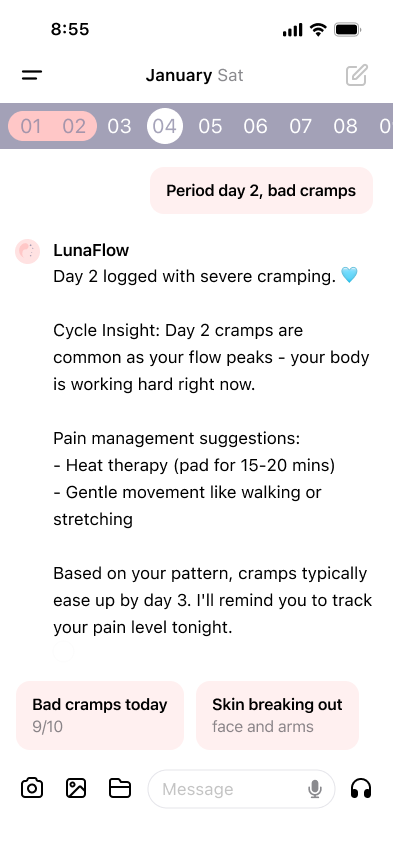 8:55
January Sat
01 02 03 04 05 06 07 08
Period day 2, bad cramps
LunaFlow
Day 2 logged with severe cramping. 🩵
Cycle Insight: Day 2 cramps are
common as your flow peaks - your body
is working hard right now.
Pain management suggestions:
- Heat therapy (pad for 15-20 mins)
- Gentle movement like walking or
stretching
Based on your pattern, cramps typically
ease up by day 3. I'll remind you to track
your pain level tonight.
Bad cramps today
9/10
Skin breaking out
face and arms
Message